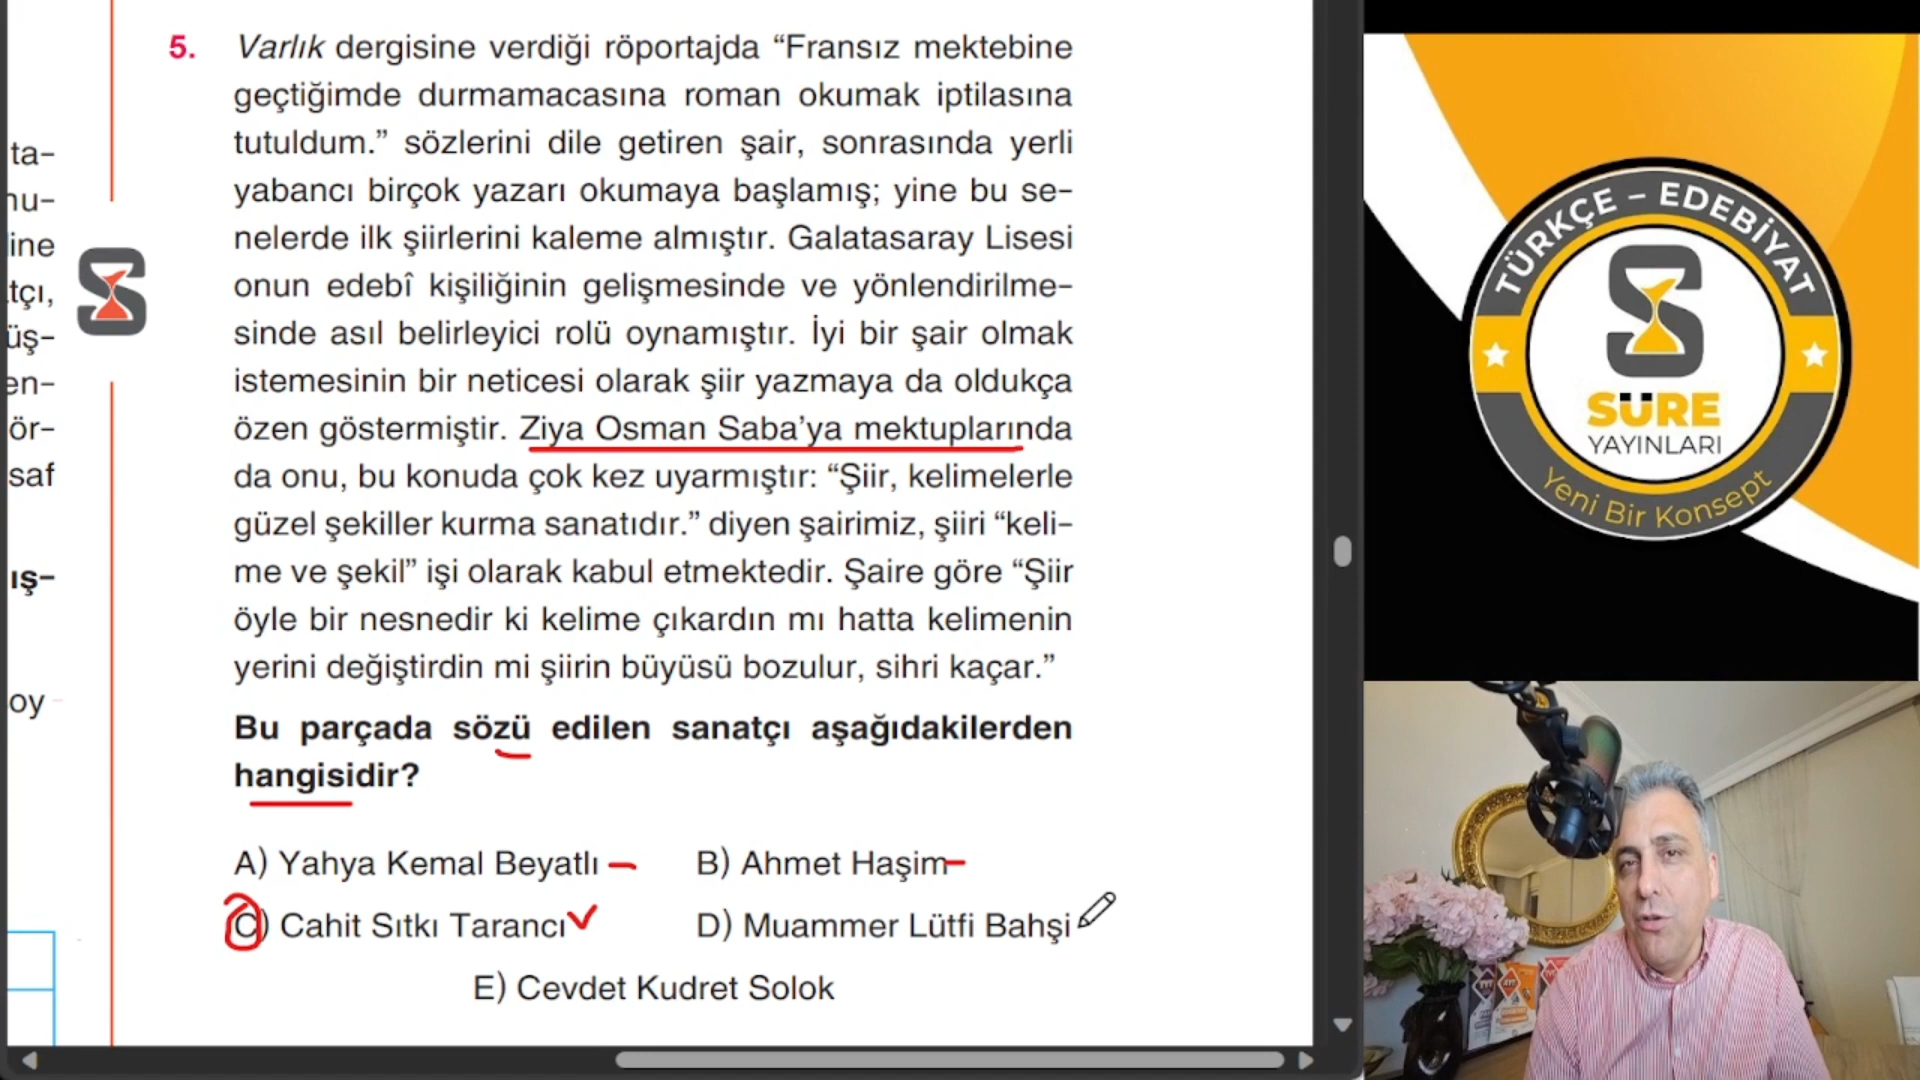 5. Varlık dergisine verdiği röportajda “Fransız mektebine
geçtiğimde durmamacasına roman okumak iptilasına
tutuldum.” sözlerini dile getiren şair, sonrasında yerli
yabancı birçok yazarı okumaya başlamış; yine bu se-
nelerde ilk şiirlerini kaleme almıştır. Galatasaray Lisesi
onun edebî kişiliğinin gelişmesinde ve yönlendirilme-
sinde asıl belirleyici rolü oynamıştır. İyi bir şair olmak
istemesinin bir neticesi olarak şiir yazmaya da oldukça
özen göstermiştir. Ziya Osman Saba’ya mektuplarında
da onu, bu konuda çok kez uyarmıştır: “Şiir, kelimelerle
güzel şekiller kurma sanatıdır.” diyen şairimiz, şiiri “keli-
me ve şekil” işi olarak kabul etmektedir. Şaire göre “Şiir
öyle bir nesnedir ki kelime çıkardın mı hatta kelimenin
yerini değiştirdin mi şiirin büyüsü bozulur, sihri kaçar.”
Bu parçada sözü edilen sanatçı aşağıdakilerden
hangisidir?
A) Yahya Kemal Beyatlı
B) Ahmet Haşim
C) Cahit Sıtkı Tarancı
D) Muammer Lütfi Bahşi
E) Cevdet Kudret Solok
ta-
nu-
ine
tçı,
üş-
en-
ör-
saf
ış-
oy
TÜRKÇE – EDEBİYAT
SÜRE
YAYINLARI
Yeni Bir Konsept